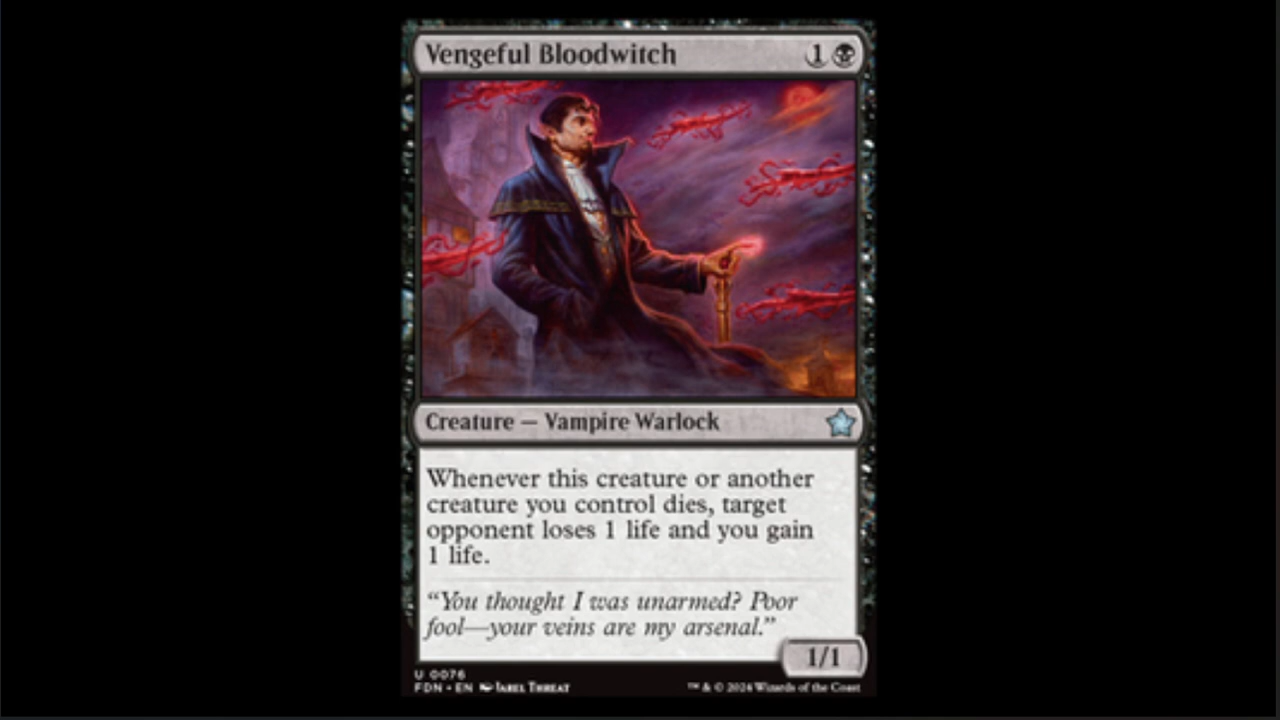 Vengeful Bloodwitch 1
Creature — Vampire Warlock
Whenever this creature or another
creature you control dies, target
opponent loses 1 life and you gain
1 life.
“You thought I was unarmed? Poor
fool—your veins are my arsenal.”
1/1
U 0076
FDN • EN Jarel Threat ™ & © 2024 Wizards of the Coast